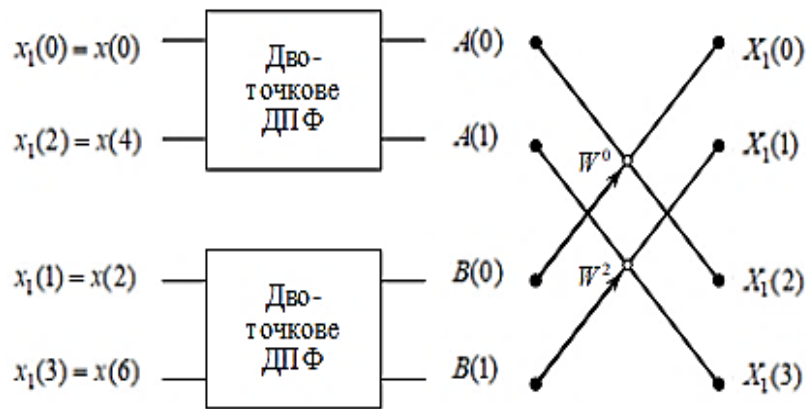 x₁(0) = x(0)
x₁(2) = x(4)
Дво-
точкове
ДПФ
A(0)
A(1)
W⁰
X₁(0)
X₁(1)
x₁(1) = x(2)
x₁(3) = x(6)
Дво-
точкове
ДПФ
B(0)
B(1)
W²
X₁(2)
X₁(3)